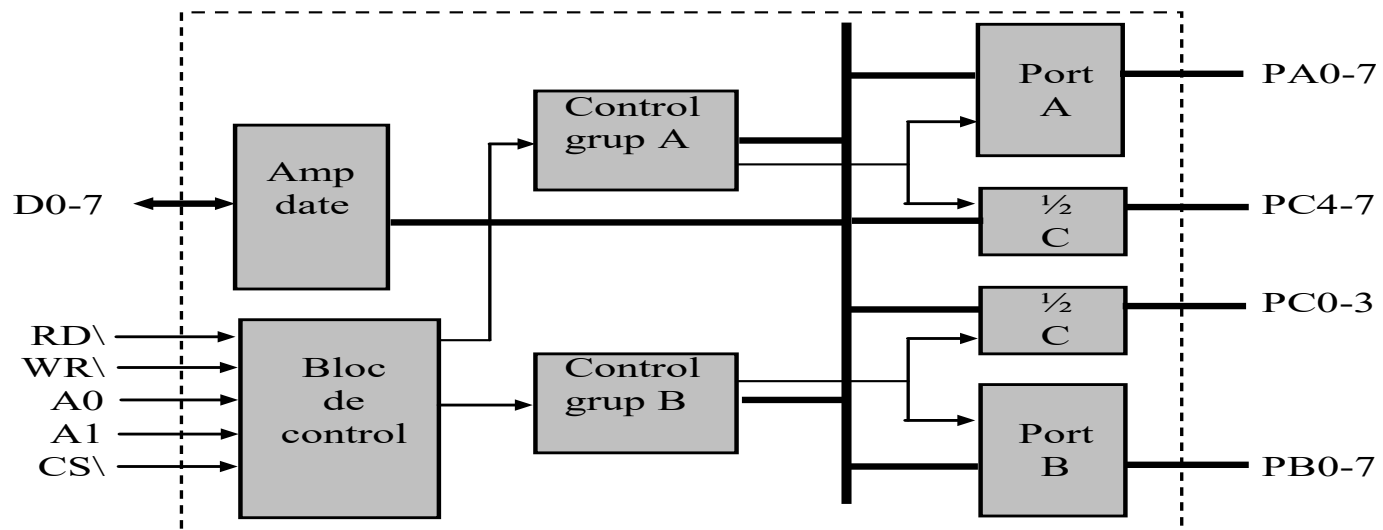 Port
A
PA0-7
Control
grup A
Amp
date
D0-7
½
C
PC4-7
½
C
PC0-3
RD\
WR\
A0
A1
CS\
Bloc
de
control
Control
grup B
Port
B
PB0-7